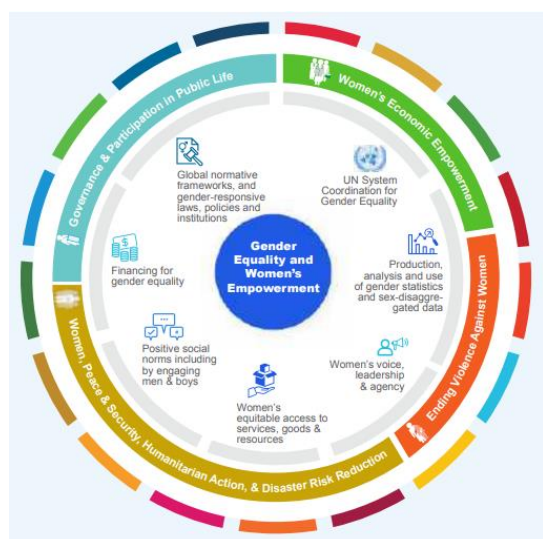 Governance & Participation in Public Life
Women's Economic Empowerment
Global normative
frameworks, and
gender-responsive
laws, policies and
institutions
UN System
Coordination for
Gender Equality
Gender
Equality and
Women's
Empowerment
Financing for
gender equality
Production,
analysis and use
of gender statistics
and sex-disaggre-
gated data
Positive social
norms including
by engaging
men & boys
Women's voice,
leadership
& agency
Women's
equitable access to
services, goods &
resources
Ending Violence Against Women
Women, Peace & Security, Humanitarian Action, & Disaster Risk Reduction